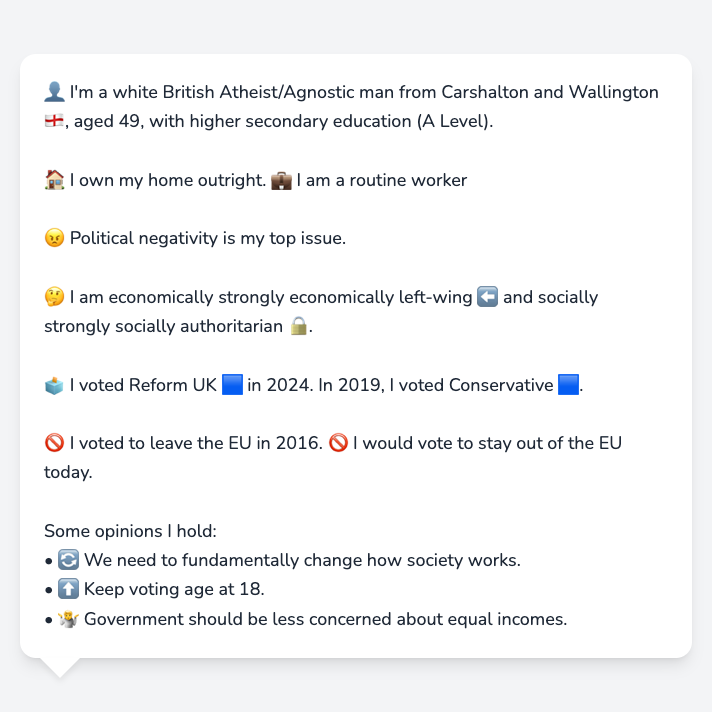 👤 I'm a white British Atheist/Agnostic man from Carshalton and Wallington
🏴󠁧󠁢󠁥󠁮󠁧󠁿, aged 49, with higher secondary education (A Level).
🏠 I own my home outright. 💼 I am a routine worker
😠 Political negativity is my top issue.
🤔 I am economically strongly economically left-wing ⬅️ and socially
strongly socially authoritarian 🔒.
🗳️ I voted Reform UK 🟦 in 2024. In 2019, I voted Conservative 🟦.
🚫 I voted to leave the EU in 2016. 🚫 I would vote to stay out of the EU
today.
Some opinions I hold:
• 🔄 We need to fundamentally change how society works.
• ⬆️ Keep voting age at 18.
• 🤷 Government should be less concerned about equal incomes.